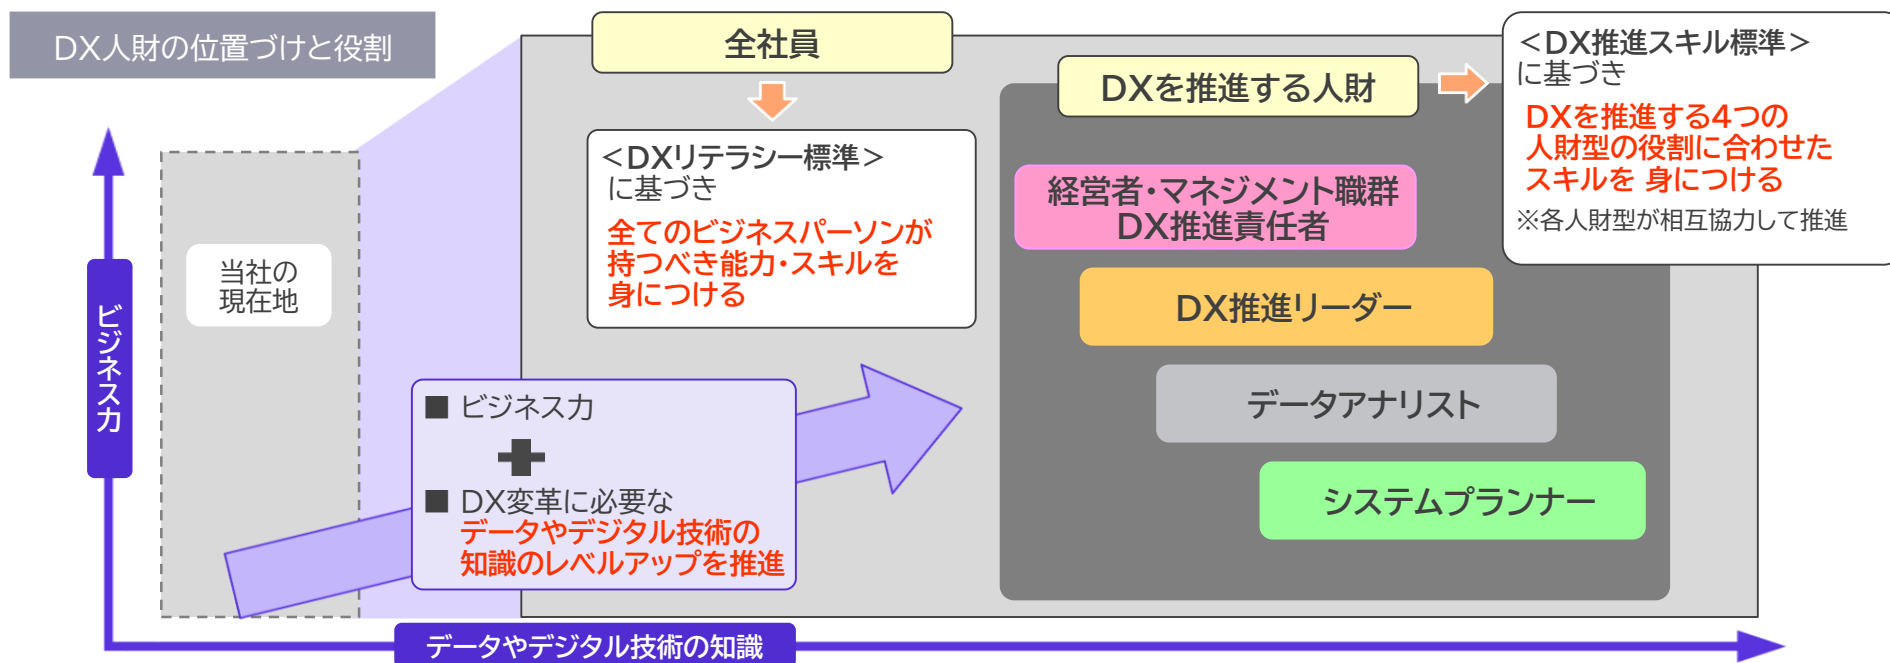 DX人財の位置づけと役割
全社員
<DXリテラシー標準>
に基づき
全てのビジネスパーソンが
持つべき能力・スキルを
身につける
DXを推進する人財
<DX推進スキル標準>
に基づき
DXを推進する4つの
人財型の役割に合わせた
スキルを 身につける
※各人財型が相互協力して推進
経営者・マネジメント職群
DX推進責任者
DX推進リーダー
データアナリスト
システムプランナー
当社の
現在地
ビジネス力
■ ビジネス力
■ DX変革に必要な
データやデジタル技術の
知識のレベルアップを推進
データやデジタル技術の知識